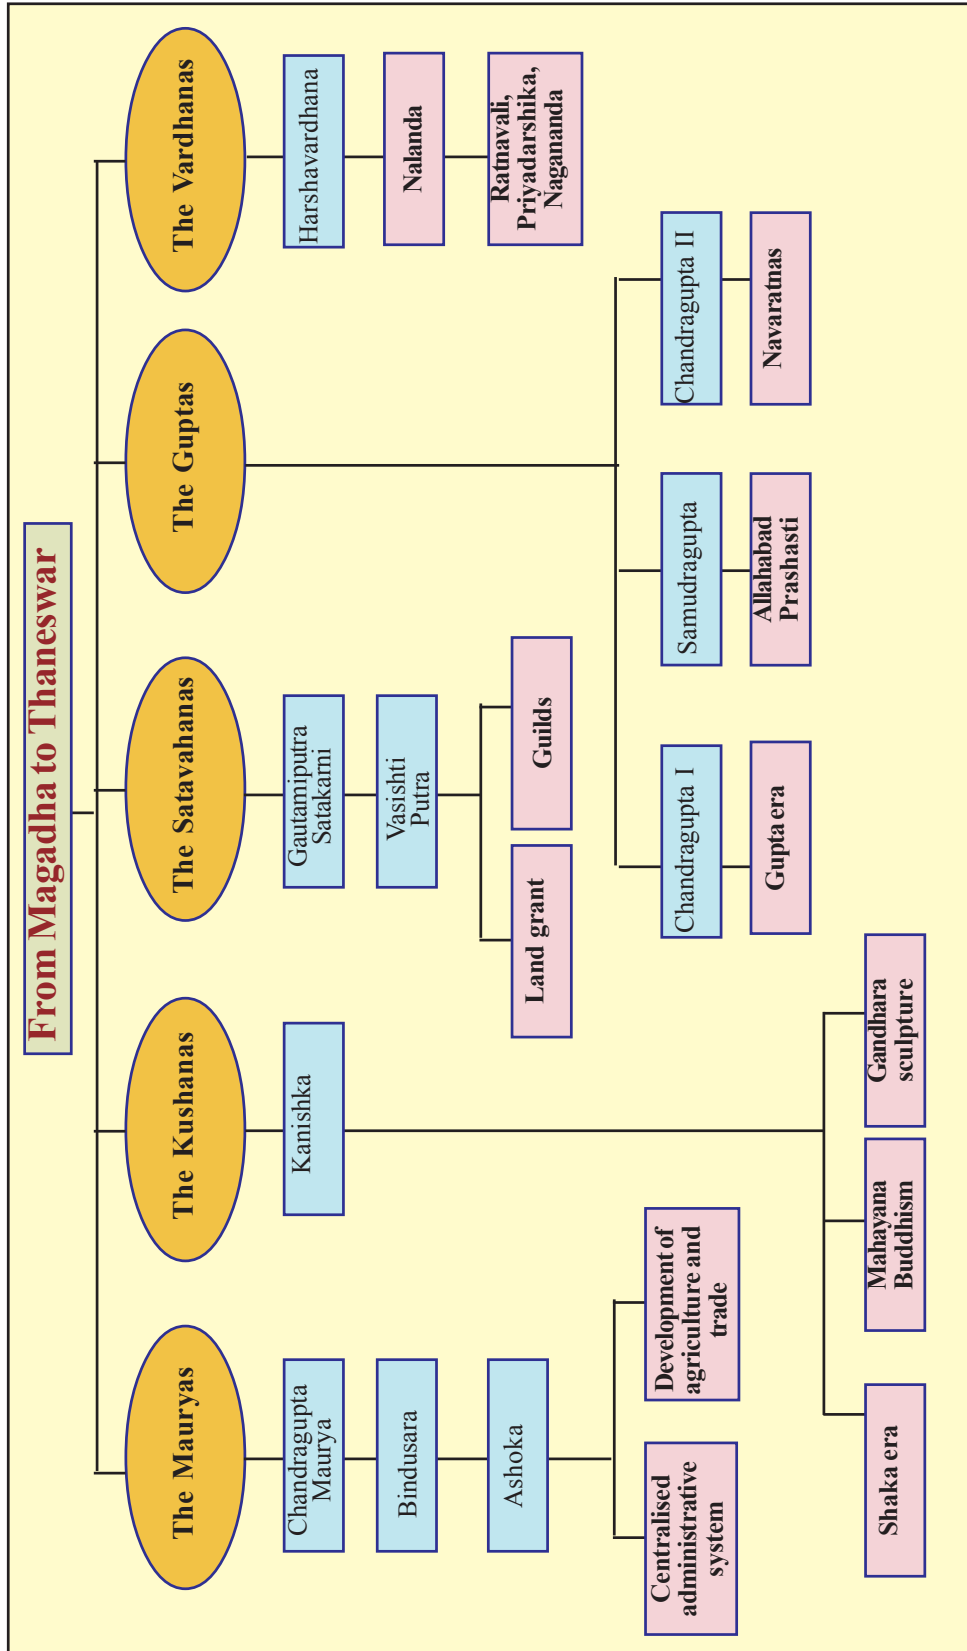 From Magadha to Thaneswar
The Mauryas
Chandragupta
Maurya
Bindusara
Ashoka
Centralised
administrative
system
Development of
agriculture and
trade
The Kushanas
Kanishka
Shaka era
Mahayana
Buddhism
Gandhara
sculpture
The Satavahanas
Gautamiputra
Satakarni
Vasishti
Putra
Land grant
Guilds
The Guptas
Chandragupta I
Gupta era
Samudragupta
Allahabad
Prashasti
Chandragupta II
Navaratnas
The Vardhanas
Harshavardhana
Nalanda
Ratnavali,
Priyadarshika,
Nagananda